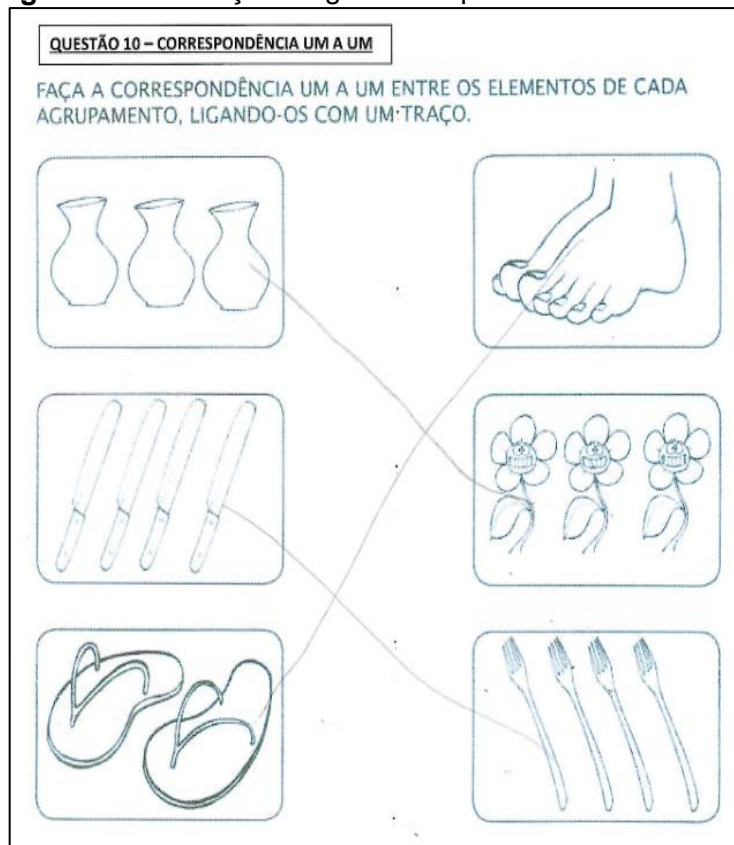 QUESTÃO 10 – CORRESPONDÊNCIA UM A UM
FAÇA A CORRESPONDÊNCIA UM A UM ENTRE OS ELEMENTOS DE CADA
AGRUPAMENTO, LIGANDO-OS COM UM TRAÇO.